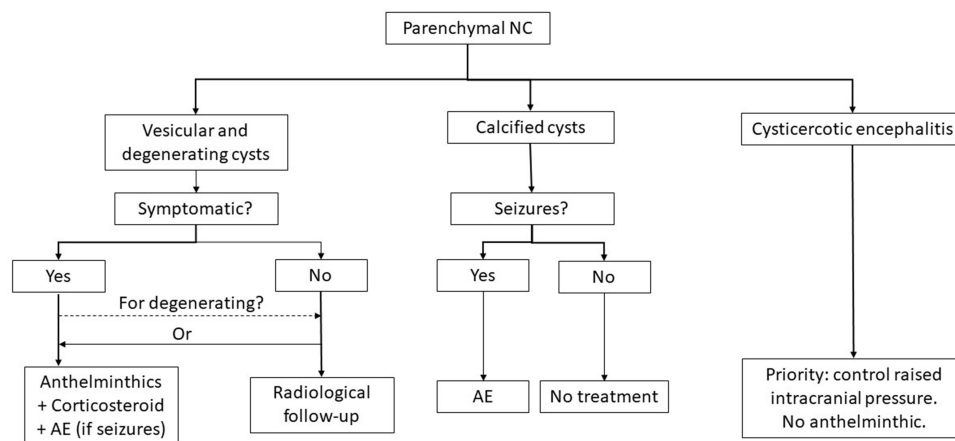 Parenchymal NC
Vesicular and
degenerating cysts
Calcified cysts
Cysticercotic encephalitis
Symptomatic?
Seizures?
Yes
No
Yes
No
For degenerating?
Or
Anthelminthics
+ Corticosteroid
+ AE (if seizures)
Radiological
follow-up
AE
No treatment
Priority: control raised
intracranial pressure.
No anthelminthic.